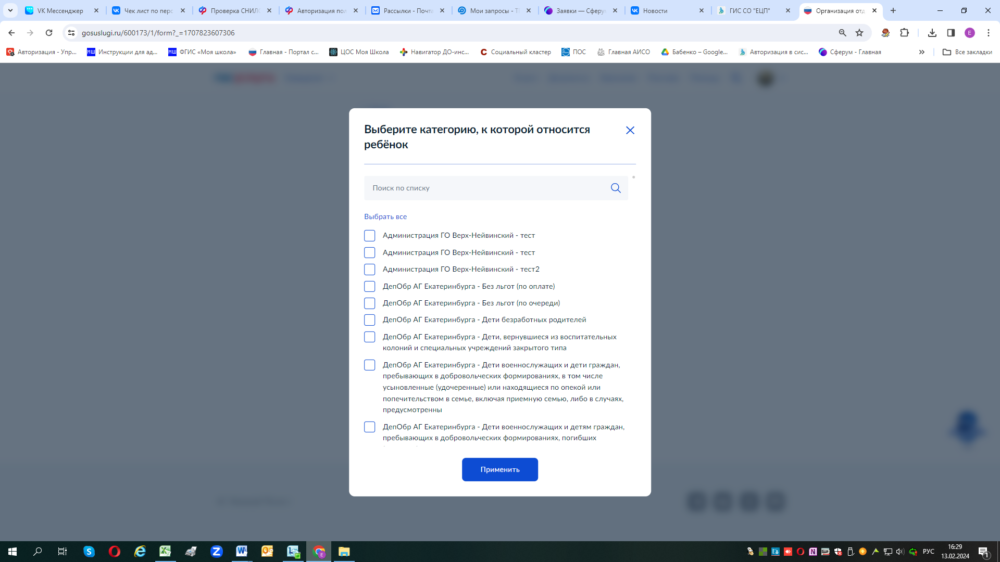 VK Мессенджер
Чек лист по перс
Проверка СНИЛС
Авторизация пол
Рассылки - Почта
Мои запросы - Т
Заявки — Сферу
Новости
ГИС СО "ЕЦП"
Организация отд
gosuslugi.ru/600173/1/form?_=1707823607306
E
Авторизация - Упр...
МШ Инструкции для ад...
МШ ФГИС «Моя школа»
Главная - Портал с...
ЦОС Моя Школа
Навигатор ДО-инс...
Социальный кластер
ПОС
Главная АИСО
Бабенко – Google...
Авторизация в сис...
Сферум - Главная
Все закладки
Выберите категорию, к которой относится
ребёнок
Поиск по списку
Выбрать все
Администрация ГО Верх-Нейвинский - тест
Администрация ГО Верх-Нейвинский - тест
Администрация ГО Верх-Нейвинский - тест2
ДепОбр АГ Екатеринбурга - Без льгот (по оплате)
ДепОбр АГ Екатеринбурга - Без льгот (по очереди)
ДепОбр АГ Екатеринбурга - Дети безработных родителей
ДепОбр АГ Екатеринбурга - Дети, вернувшиеся из воспитательных
колоний и специальных учреждений закрытого типа
ДепОбр АГ Екатеринбурга - Дети военнослужащих и дети граждан,
пребывающих в добровольческих формированиях, в том числе
усыновленные (удочеренные) или находящиеся по опекой или
попечительством в семье, включая приемную семью, либо в случаях,
предусмотренны
ДепОбр АГ Екатеринбурга - Дети военнослужащих и детям граждан,
пребывающих в добровольческих формированиях, погибших
Применить
РУС
16:29
13.02.2024
1